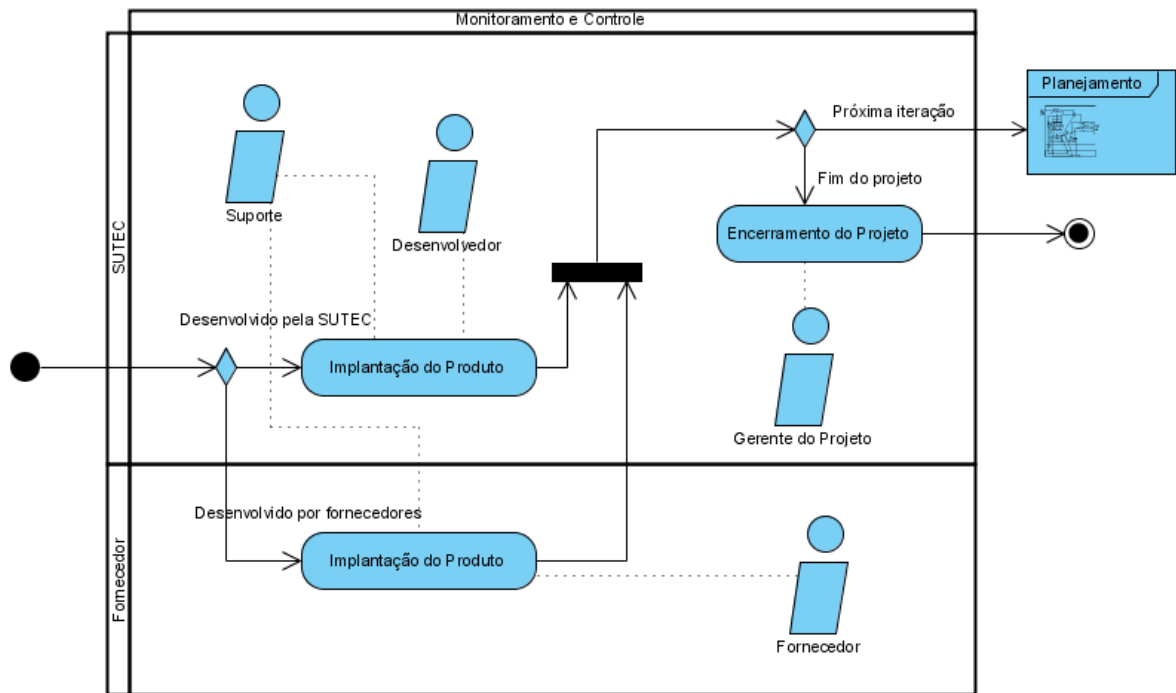 Monitoramento e Controle
Planejamento
Próxima iteração
Fim do projeto
Suporte
Desenvolvedor
Encerramento do Projeto
SUTEC
Desenvolvido pela SUTEC
Implantação do Produto
Gerente do Projeto
Desenvolvido por fornecedores
Implantação do Produto
Fornecedor
Fornecedor